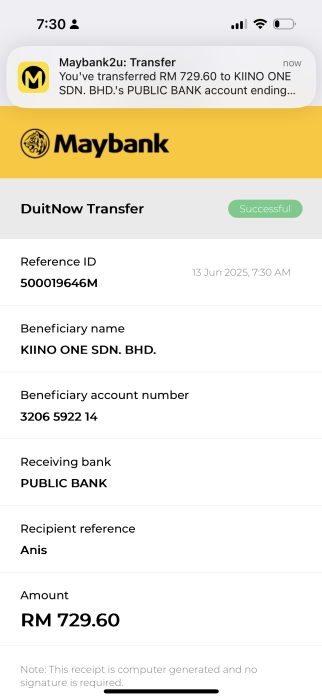 7:30
Maybank2u: Transfer now
You've transferred RM 729.60 to KIINO ONE
SDN. BHD.'s PUBLIC BANK account ending...
Maybank
DuitNow Transfer Successful
Reference ID
13 Jun 2025, 7:30 AM
500019646M
Beneficiary name
KIINO ONE SDN. BHD.
Beneficiary account number
3206 5922 14
Receiving bank
PUBLIC BANK
Recipient reference
Anis
Amount
RM 729.60
Note: This receipt is computer generated and no
signature is required.